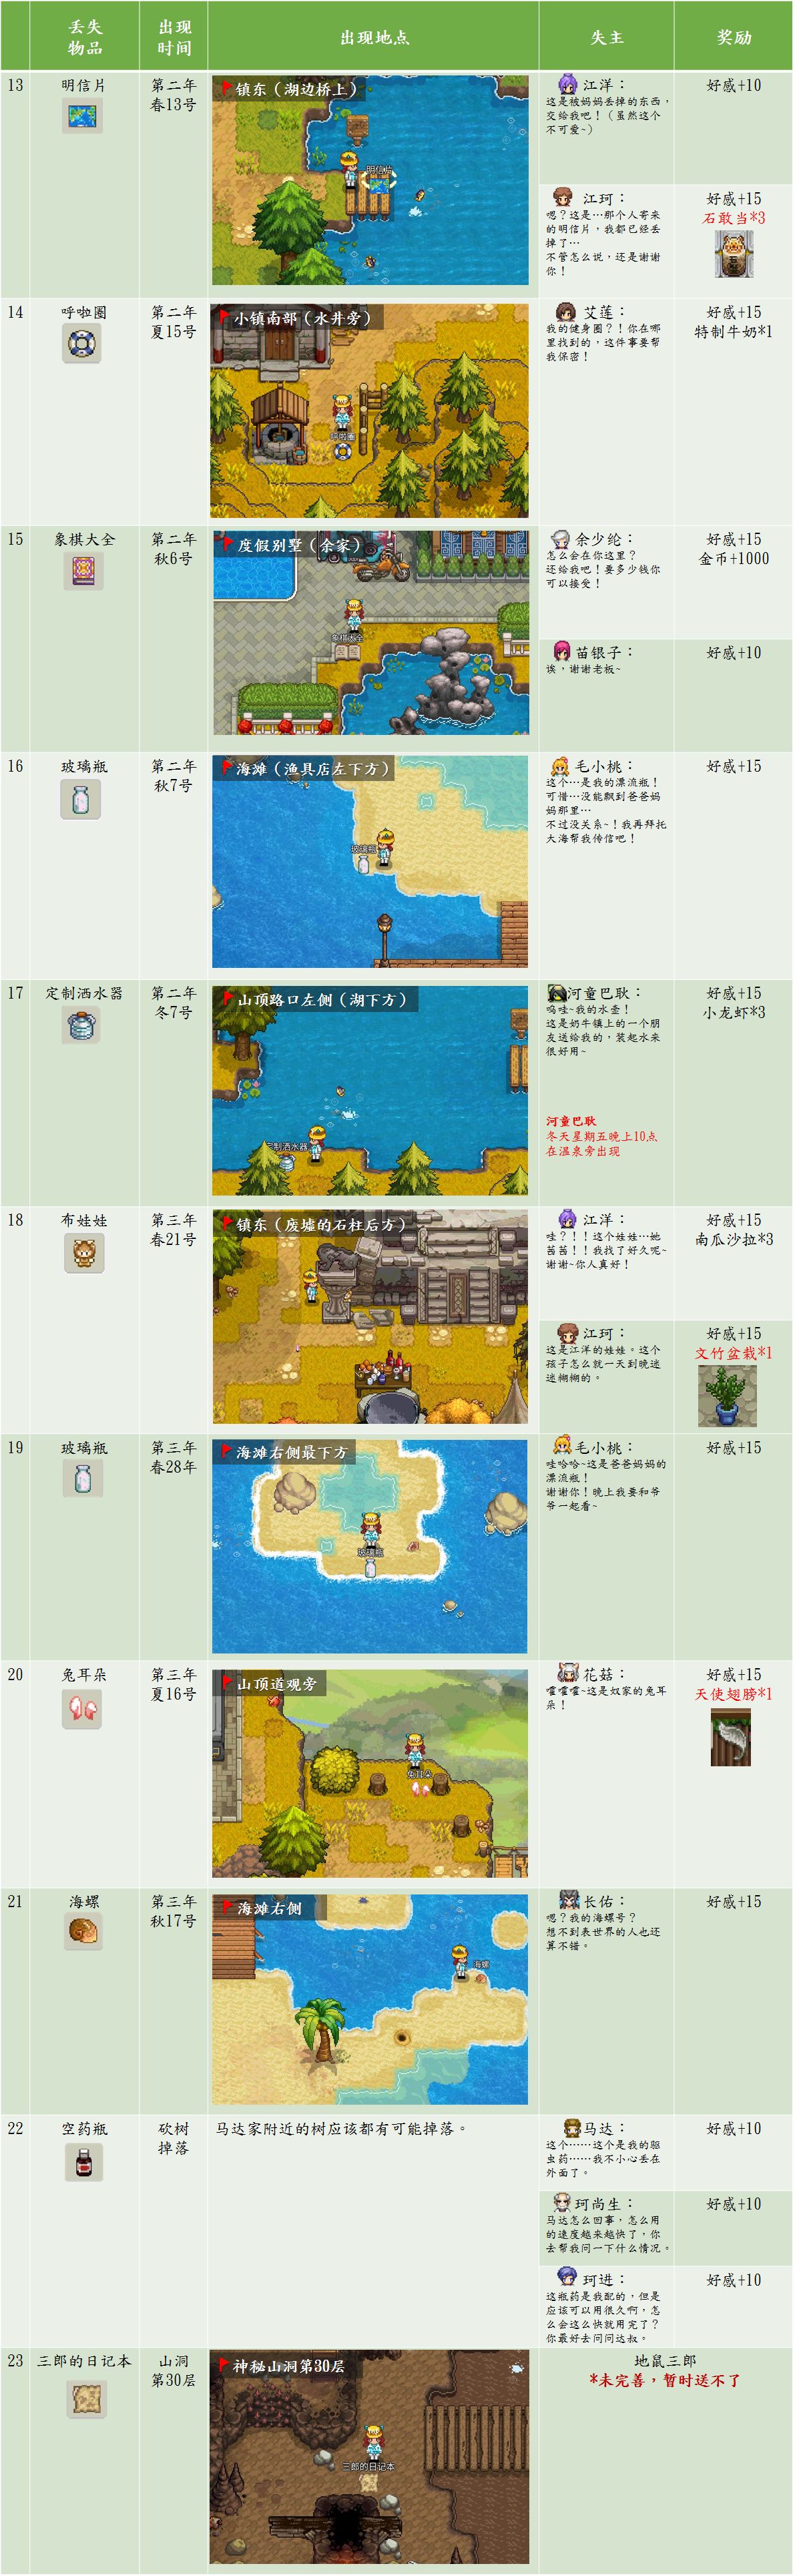 丢失
物品
出现
时间
出现地点
失主
奖励
13
明信片
第二年
春13号
镇东（湖边桥上）
明信片
江洋：
这是被妈妈丢掉的东西，
交给我吧！（虽然这个
不可爱~）
好感+10
江珂：
嗯？这是…那个人寄来
的明信片，我都已经丢
掉了…
不管怎么说，还是谢谢
你！
好感+15
石敢当*3
14
呼啦圈
第二年
夏15号
小镇南部（水井旁）
呼啦圈
艾莲：
我的健身圈？！你在哪
里找到的，这件事要帮
我保密！
好感+15
特制牛奶*1
15
象棋大全
第二年
秋6号
度假别墅（余家）
象棋大全
余少纶：
怎么会在你这里？
还给我吧！要多少钱你
可以接受！
好感+15
金币+1000
苗银子：
诶，谢谢老板~
好感+10
16
玻璃瓶
第二年
秋7号
海滩（渔具店左下方）
玻璃瓶
毛小桃：
这个…是我的漂流瓶！
可惜…没能飘到爸爸妈
妈那里…
不过没关系~！我再拜托
大海帮我传信吧！
好感+15
17
定制洒水器
第二年
冬7号
山顶路口左侧（湖下方）
定制洒水器
河童巴耿：
呜哇~我的水壶！
这是奶牛镇上的一个朋
友送给我的，装起水来
很好用~
河童巴耿
冬天星期五晚上10点
在温泉旁出现
好感+15
小龙虾*3
18
布娃娃
第三年
春21号
镇东（废墟的石柱后方）
江洋：
哇？！！这个娃娃…她
茜茜！！我找了好久呢~
谢谢~你人真好！
好感+15
南瓜沙拉*3
江珂：
这是江洋的娃娃。这个
孩子怎么就一天到晚迷
迷糊糊的。
好感+15
文竹盆栽*1
19
玻璃瓶
第三年
春28年
海滩右侧最下方
玻璃瓶
毛小桃：
哇哈哈~这是爸爸妈妈的
漂流瓶！
谢谢你！晚上我要和爷
爷一起看~
好感+15
20
兔耳朵
第三年
夏16号
山顶道观旁
兔耳朵
花菇：
嚯嚯嚯~这是奴家的兔耳
朵！
好感+15
天使翅膀*1
21
海螺
第三年
秋17号
海滩右侧
海螺
长佑：
嗯？我的海螺号？
想不到表世界的人也还
算不错。
好感+15
22
空药瓶
砍树
掉落
马达家附近的树应该都有可能掉落。
马达：
这个……这个是我的驱
虫药……我不小心丢在
外面了。
好感+10
珂尚生：
马达怎么回事，怎么用
的速度越来越快了，你
去帮我问一下什么情况。
好感+10
珂进：
这瓶药是我配的，但是
应该可以用很久啊，怎
么会这么快就用完了？
你最好去问问达叔。
好感+10
23
三郎的日记本
山洞
第30层
神秘山洞第30层
三郎的日记本
地鼠三郎
*未完善，暂时送不了